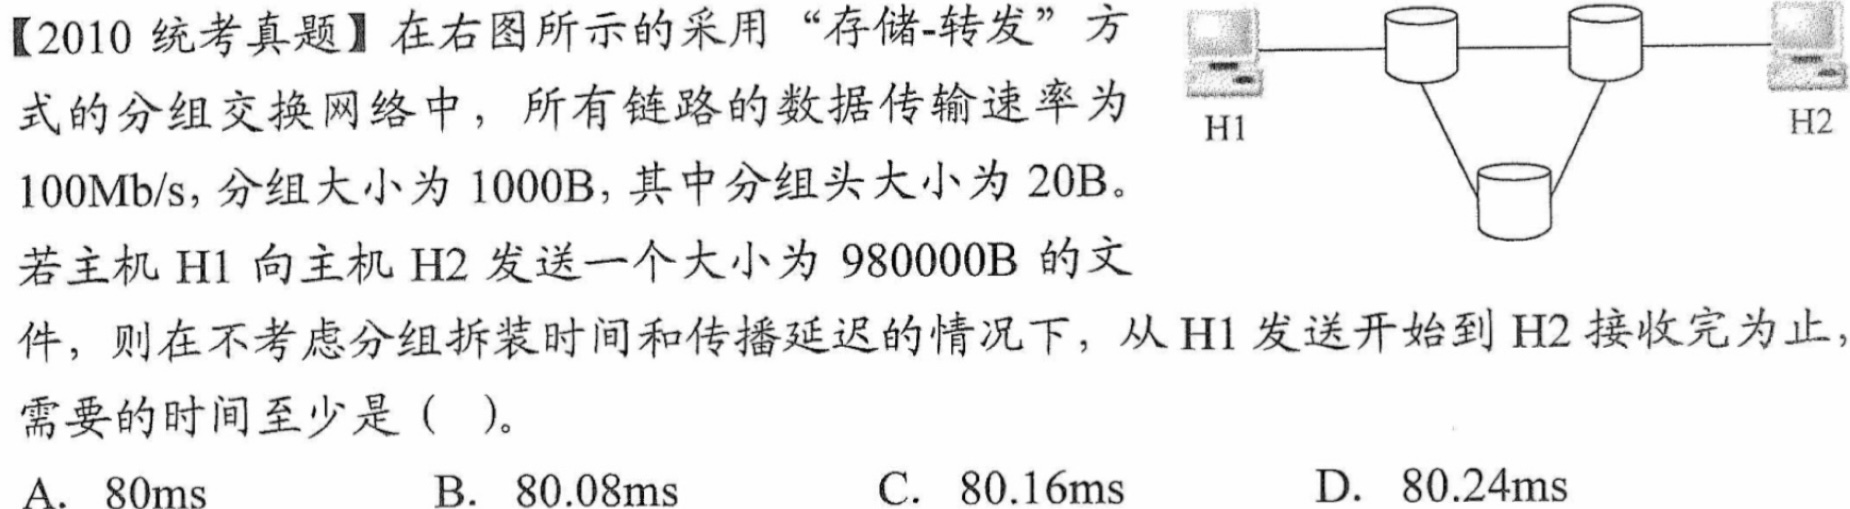 【2010 统考真题】在右图所示的采用“存储-转发”方
式的分组交换网络中，所有链路的数据传输速率为
100Mb/s，分组大小为 1000B，其中分组头大小为 20B。
若主机 H1 向主机 H2 发送一个大小为 980000B 的文
件，则在不考虑分组拆装时间和传播延迟的情况下，从 H1 发送开始到 H2 接收完为止，
需要的时间至少是（ ）。
A. 80ms B. 80.08ms C. 80.16ms D. 80.24ms
H1
H2